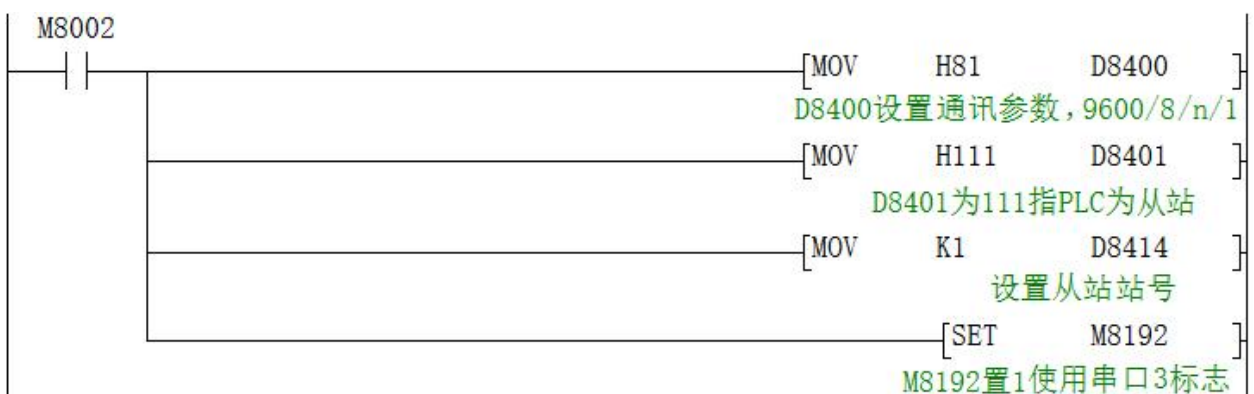 M8002
[MOV H81 D8400 ]
D8400设置通讯参数,9600/8/n/1
[MOV H111 D8401 ]
D8401为111指PLC为从站
[MOV K1 D8414 ]
设置从站站号
[SET M8192 ]
M8192置1使用串口3标志